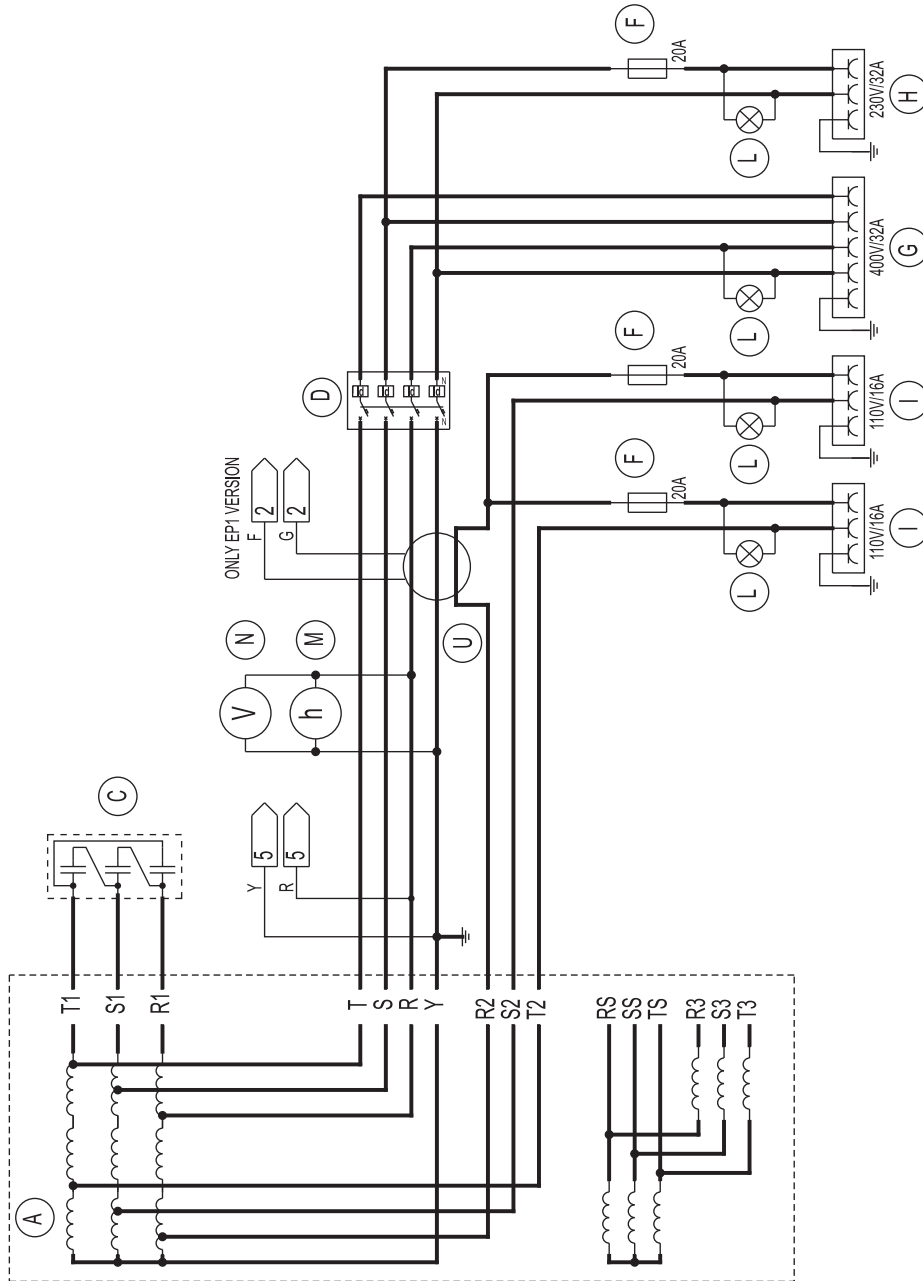 A
T1
S1
R1
C
T
S
R
Y
R2
S2
T2
RS
SS
TS
R3
S3
T3
Y
5
R
5
V
N
h
M
U
ONLY EP1 VERSION
F
2
G
2
D
N
N
F
20A
L
110V/16A
I
F
20A
L
110V/16A
I
L
400V/32A
G
F
20A
L
230V/32A
H